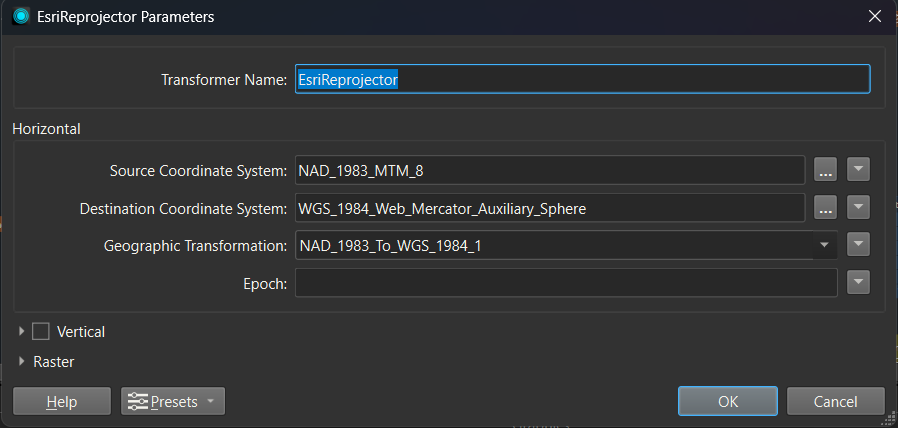 EsriReprojector Parameters
Transformer Name: EsriReprojector
Horizontal
Source Coordinate System: NAD_1983_MTM_8 ...
Destination Coordinate System: WGS_1984_Web_Mercator_Auxiliary_Sphere ...
Geographic Transformation: NAD_1983_To_WGS_1984_1
Epoch:
Vertical
Raster
Help Presets OK Cancel